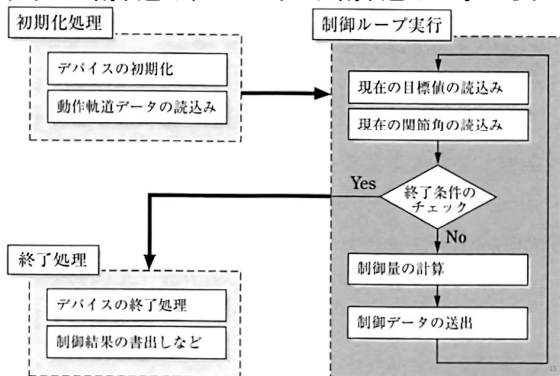 初期化処理
デバイスの初期化
動作軌道データの読込み
制御ループ実行
現在の目標値の読込み
現在の関節角の読込み
終了条件の
チェック
Yes
No
制御量の計算
制御データの送出
終了処理
デバイスの終了処理
制御結果の書出しなど